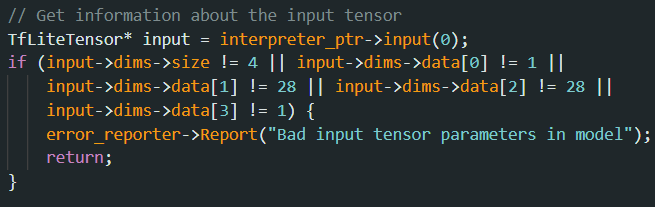 // Get information about the input tensor
TfLiteTensor* input = interpreter_ptr->input(0);
if (input->dims->size != 4 || input->dims->data[0] != 1 ||
    input->dims->data[1] != 28 || input->dims->data[2] != 28 ||
    input->dims->data[3] != 1) {
    error_reporter->Report("Bad input tensor parameters in model");
    return;
}